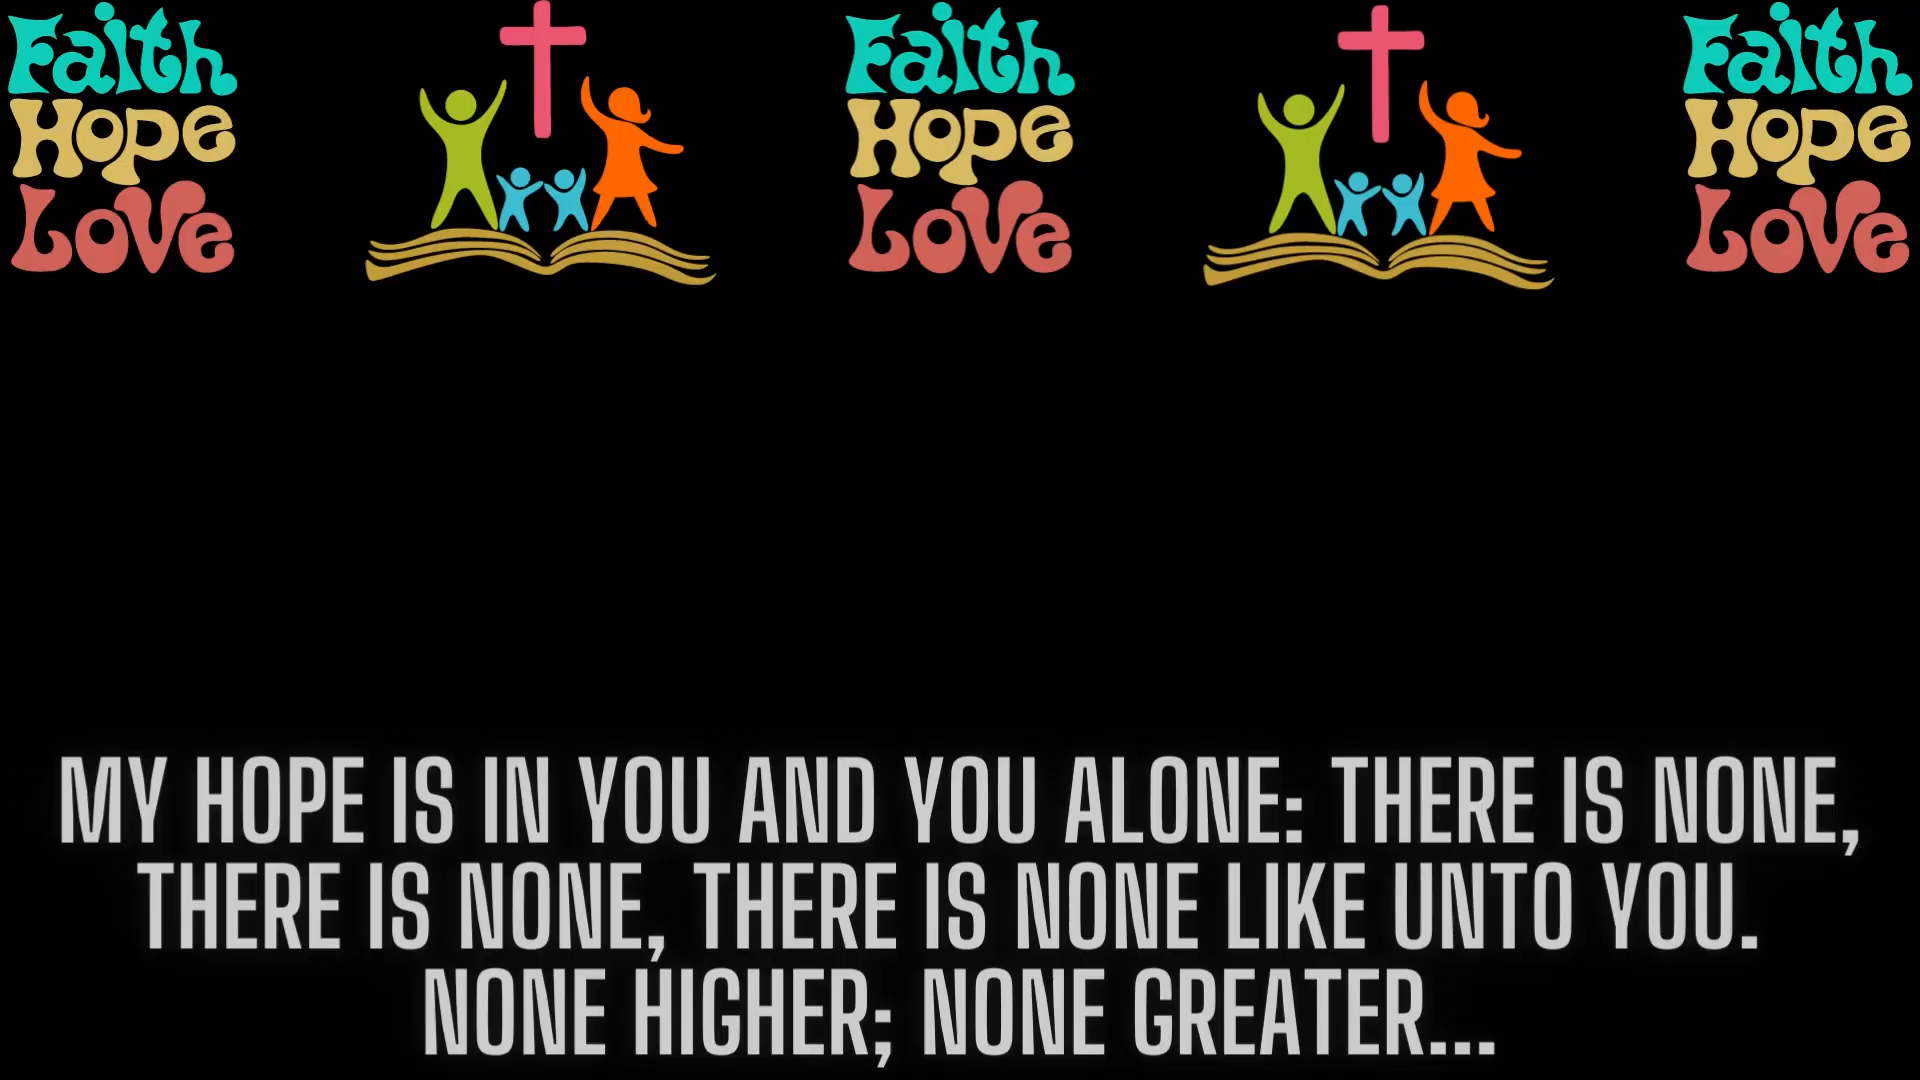 Faith
Hope
Love
Faith
Hope
Love
Faith
Hope
Love
MY HOPE IS IN YOU AND YOU ALONE: THERE IS NONE,
THERE IS NONE, THERE IS NONE LIKE UNTO YOU.
NONE HIGHER; NONE GREATER...